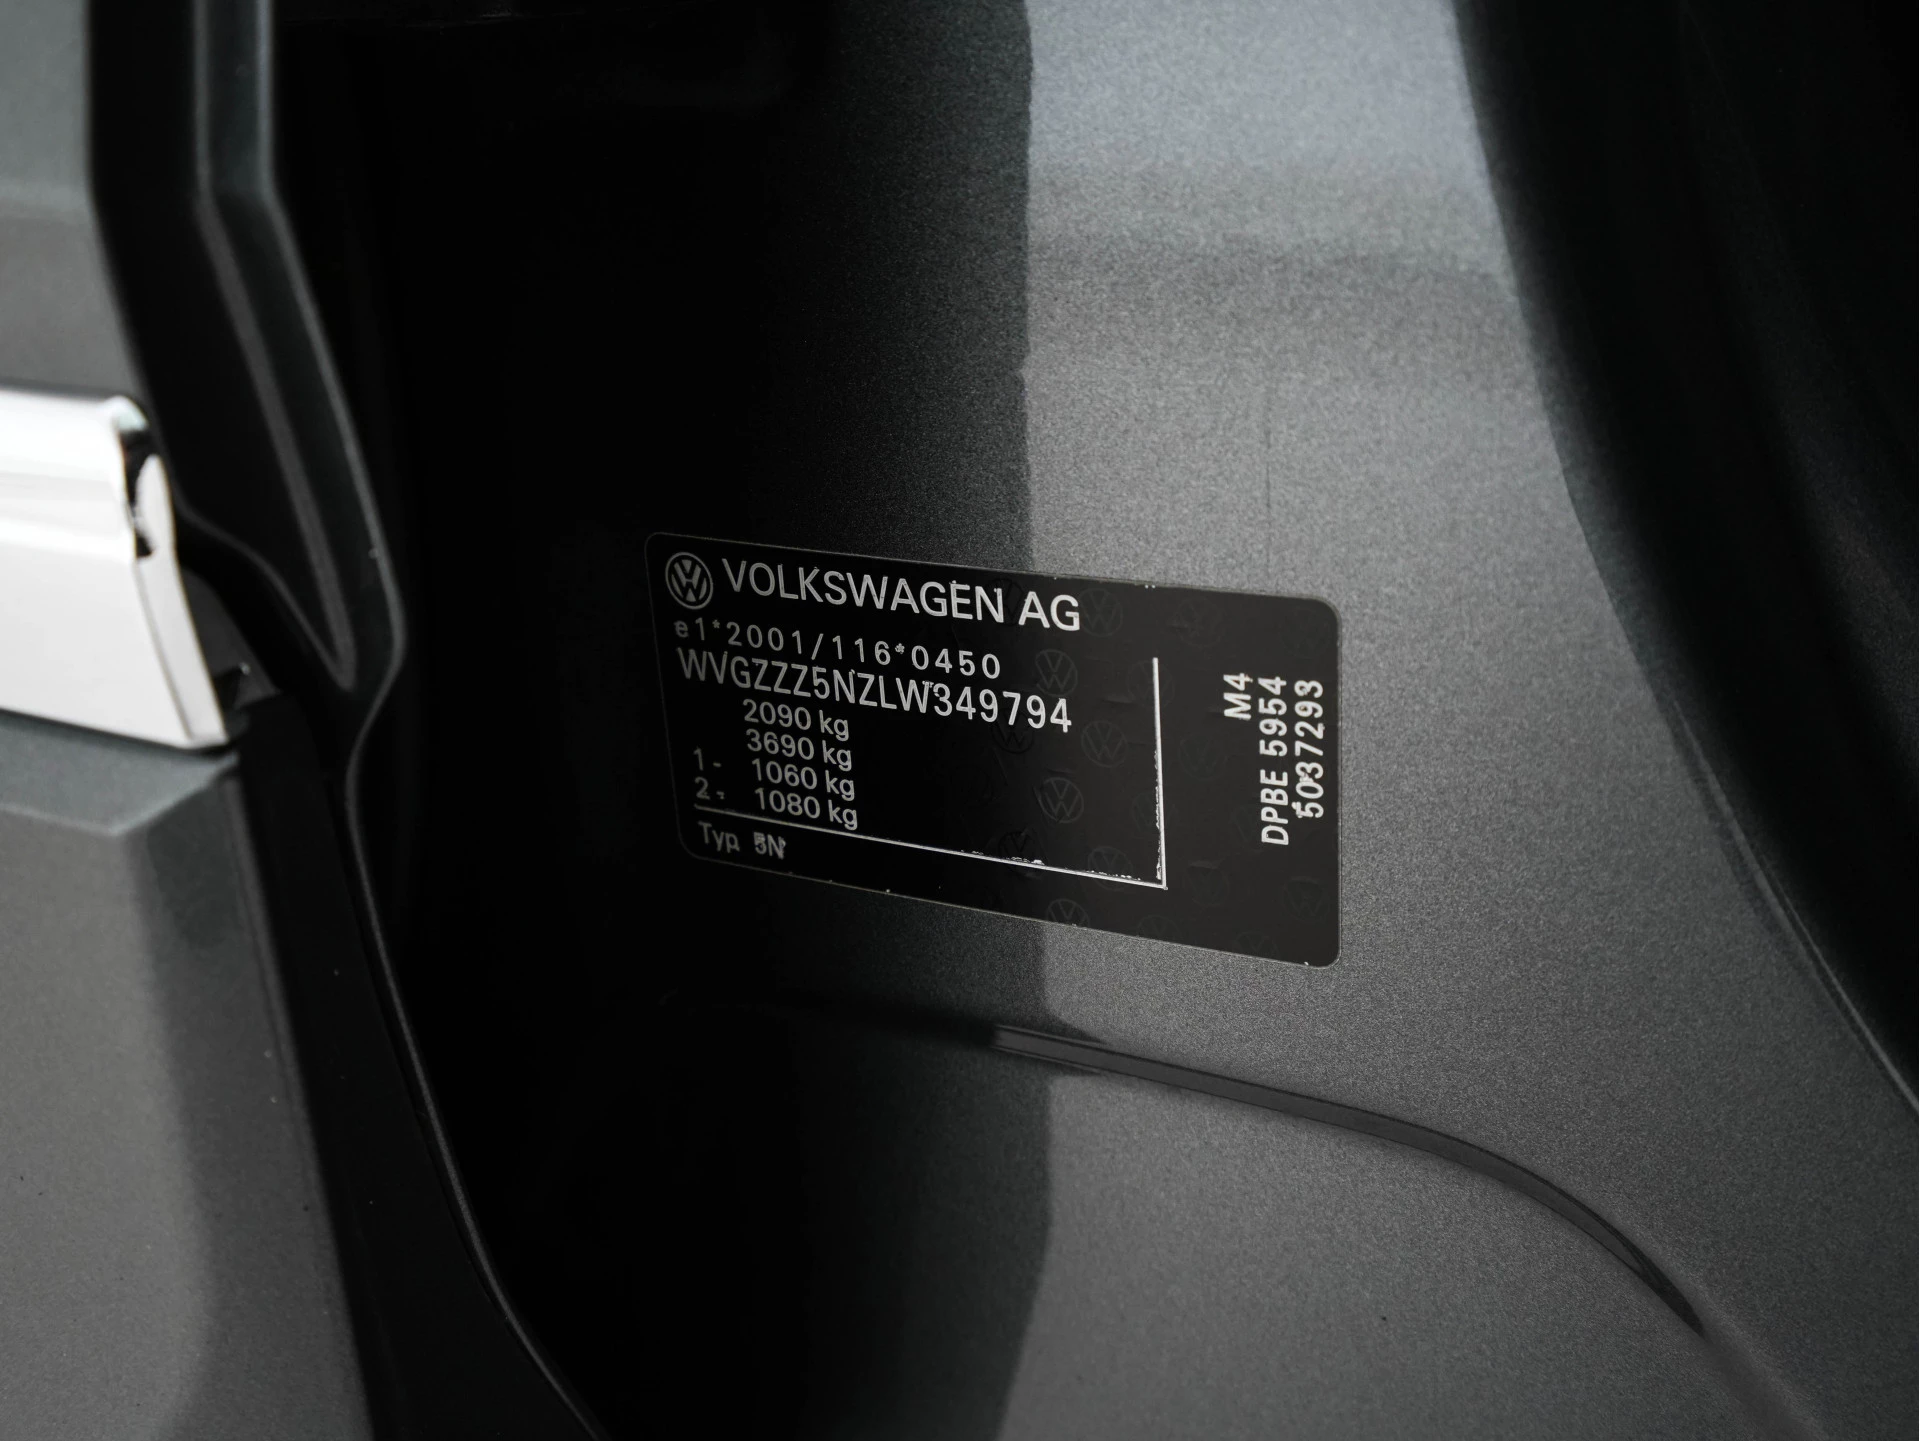 VOLKSWAGEN AG
e1*2001/116*0450
WVGZZZ5NZLW349794
2090 kg
3690 kg
1- 1060 kg
2- 1080 kg
Typ 5N
M4
DPBE 5954
5037293